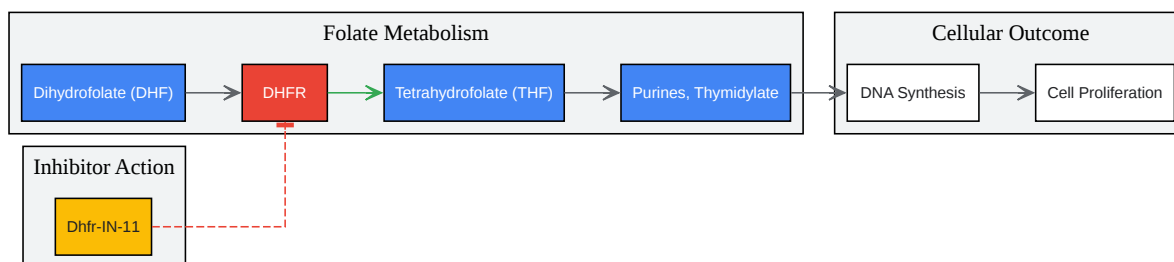 Folate Metabolism
Cellular Outcome
Dihydrofolate (DHF)
DHFR
Tetrahydrofolate (THF)
Purines, Thymidylate
DNA Synthesis
Cell Proliferation
Inhibitor Action
Dhfr-IN-11